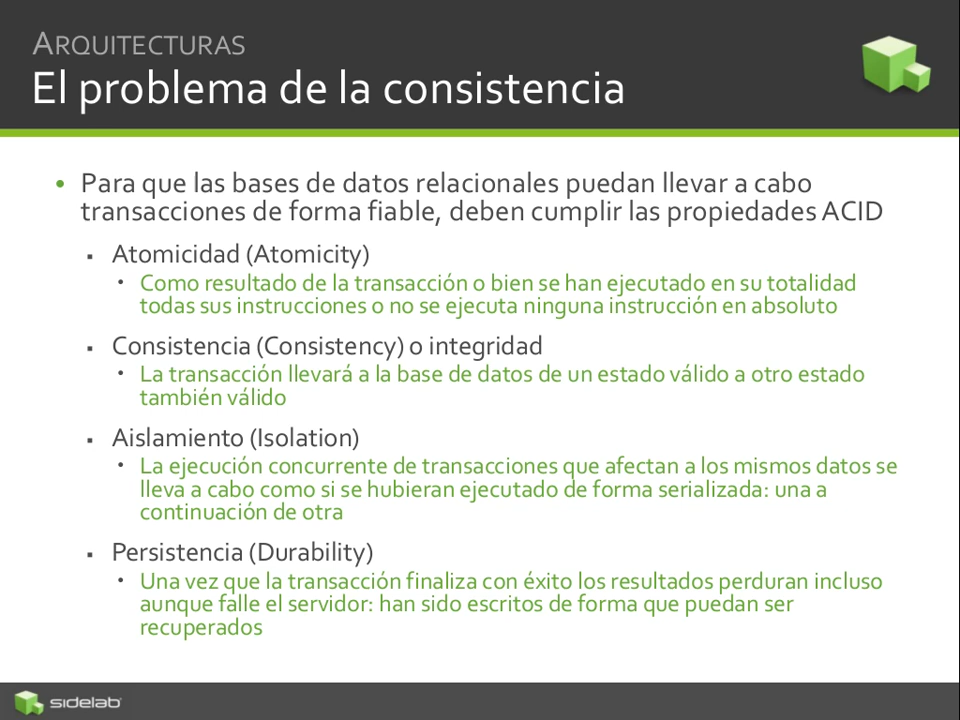 ARQUITECTURAS
El problema de la consistencia
• Para que las bases de datos relacionales puedan llevar a cabo
transacciones de forma fiable, deben cumplir las propiedades ACID
▪ Atomicidad (Atomicity)
• Como resultado de la transacción o bien se han ejecutado en su totalidad
todas sus instrucciones o no se ejecuta ninguna instrucción en absoluto
▪ Consistencia (Consistency) o integridad
• La transacción llevará a la base de datos de un estado válido a otro estado
también válido
▪ Aislamiento (Isolation)
• La ejecución concurrente de transacciones que afectan a los mismos datos se
lleva a cabo como si se hubieran ejecutado de forma serializada: una a
continuación de otra
▪ Persistencia (Durability)
• Una vez que la transacción finaliza con éxito los resultados perduran incluso
aunque falle el servidor: han sido escritos de forma que puedan ser
recuperados
sidelab